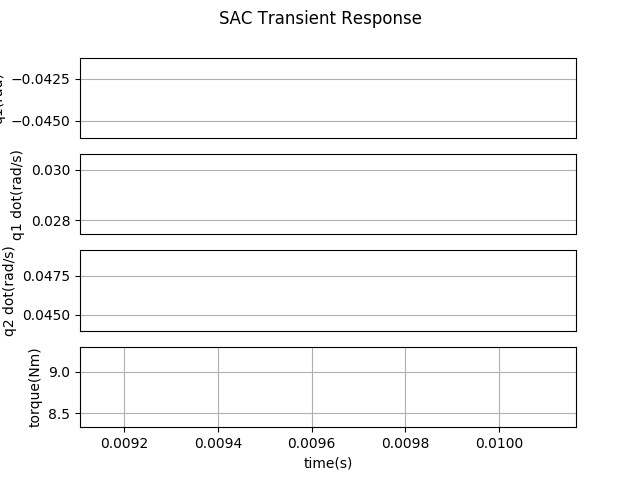 SAC Transient Response
−0.0425
−0.0450
q1(rad)
0.030
0.028
q1 dot(rad/s)
0.0475
0.0450
q2 dot(rad/s)
9.0
8.5
torque(Nm)
0.0092 0.0094 0.0096 0.0098 0.0100
time(s)